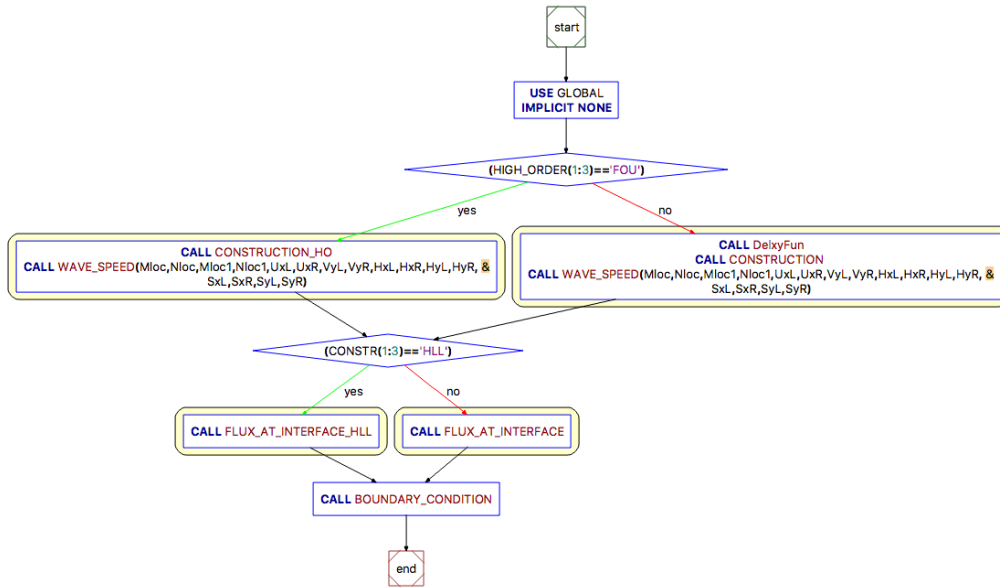 start
USE GLOBAL
IMPLICIT NONE
(HIGH_ORDER(1:3)=='FOU')
yes
no
CALL CONSTRUCTION_HO
CALL WAVE_SPEED(Mloc,Nloc,Mloc1,Nloc1,UxL,UxR,VyL,VyR,HxL,HxR,HyL,HyR, &
SxL,SxR,SyL,SyR)
CALL DelxyFun
CALL CONSTRUCTION
CALL WAVE_SPEED(Mloc,Nloc,Mloc1,Nloc1,UxL,UxR,VyL,VyR,HxL,HxR,HyL,HyR, &
SxL,SxR,SyL,SyR)
(CONSTR(1:3)=='HLL')
yes
no
CALL FLUX_AT_INTERFACE_HLL
CALL FLUX_AT_INTERFACE
CALL BOUNDARY_CONDITION
end